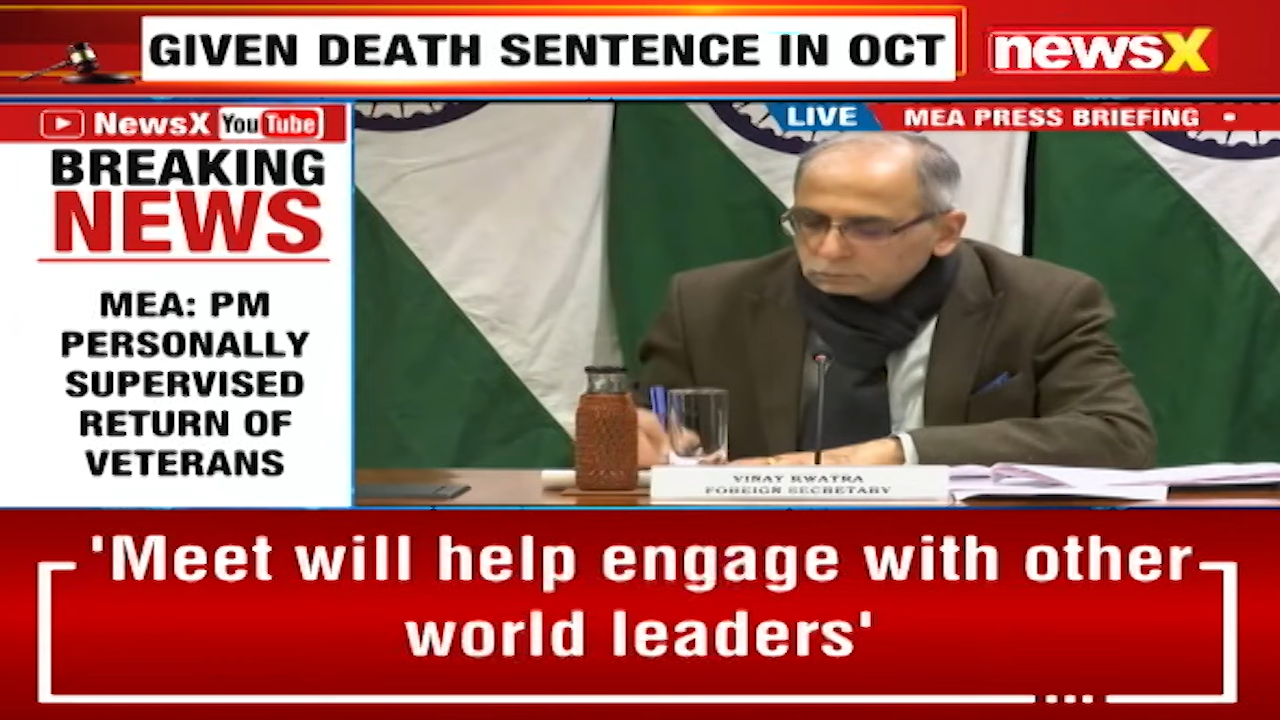 GIVEN DEATH SENTENCE IN OCT
newsX
NewsX YouTube
LIVE MEA PRESS BRIEFING
BREAKING
NEWS
MEA: PM
PERSONALLY
SUPERVISED
RETURN OF
VETERANS
VINAY KWATRA
FOREIGN SECRETARY
'Meet will help engage with other
world leaders'